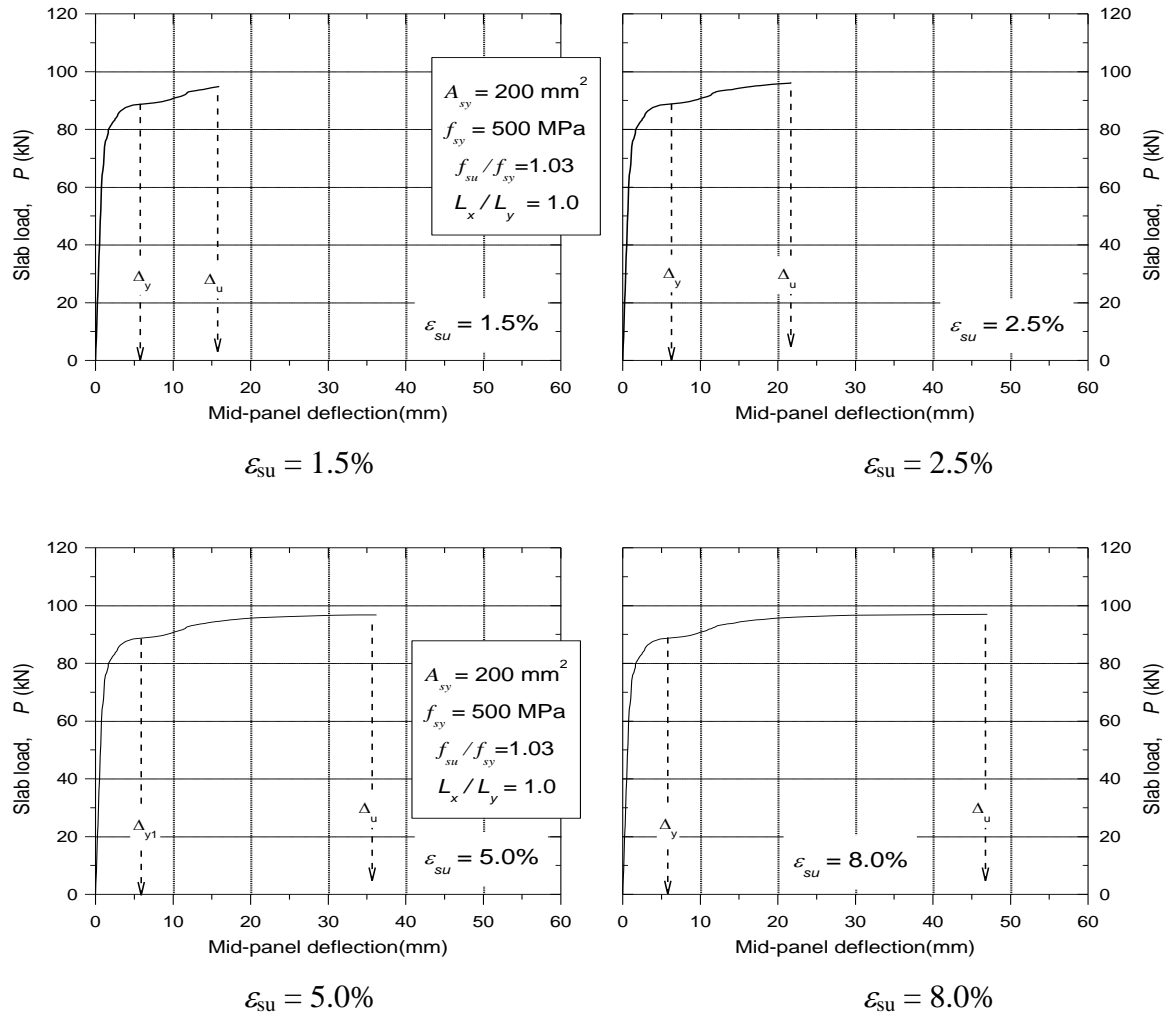 120
100
80
60
40
20
0
Slab load, P (kN)
A_sy = 200 mm²
f_sy = 500 MPa
f_su / f_sy =1.03
L_x / L_y = 1.0
Δ_y
Δ_u
ε_su = 1.5%
0 10 20 30 40 50 60
Mid-panel deflection(mm)
ε_su = 1.5%
120
100
80
60
40
20
0
Slab load, P (kN)
Δ_y
Δ_u
ε_su = 2.5%
0 10 20 30 40 50 60
Mid-panel deflection(mm)
ε_su = 2.5%
120
100
80
60
40
20
0
Slab load, P (kN)
A_sy = 200 mm²
f_sy = 500 MPa
f_su / f_sy =1.03
L_x / L_y = 1.0
Δ_y1
Δ_u
ε_su = 5.0%
0 10 20 30 40 50 60
Mid-panel deflection(mm)
ε_su = 5.0%
120
100
80
60
40
20
0
Slab load, P (kN)
Δ_y
Δ_u
ε_su = 8.0%
0 10 20 30 40 50 60
Mid-panel deflection(mm)
ε_su = 8.0%